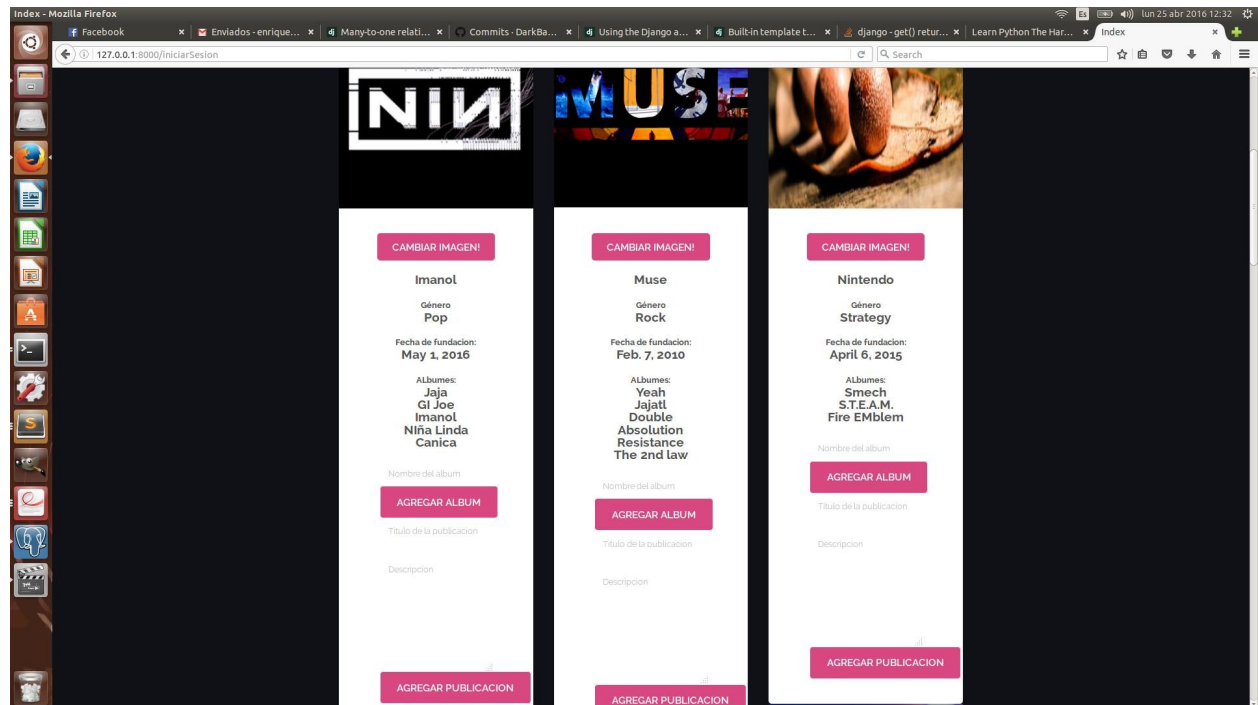 Index - Mozilla Firefox
Es
lun 25 abr 2016 12:32
Facebook
Enviados - enrique...
Many-to-one relati...
Commits · DarkBa...
Using the Django a...
Built-in template t...
django - get() retur...
Learn Python The Har...
Index
127.0.0.1:8000/iniciarSesion
Search
NIN
CAMBIAR IMAGEN!
Imanol
Género
Pop
Fecha de fundacion:
May 1, 2016
ALbumes:
Jaja
GI Joe
Imanol
NIña Linda
Canica
Nombre del album
AGREGAR ALBUM
Titulo de la publicacion
Descripcion
AGREGAR PUBLICACION
MUSE
CAMBIAR IMAGEN!
Muse
Género
Rock
Fecha de fundacion:
Feb. 7, 2010
ALbumes:
Yeah
Jajatl
Double
Absolution
Resistance
The 2nd law
Nombre del album
AGREGAR ALBUM
Titulo de la publicacion
Descripcion
AGREGAR PUBLICACION
CAMBIAR IMAGEN!
Nintendo
Género
Strategy
Fecha de fundacion:
April 6, 2015
ALbumes:
Smech
S.T.E.A.M.
Fire EMblem
Nombre del album
AGREGAR ALBUM
Titulo de la publicacion
Descripcion
AGREGAR PUBLICACION